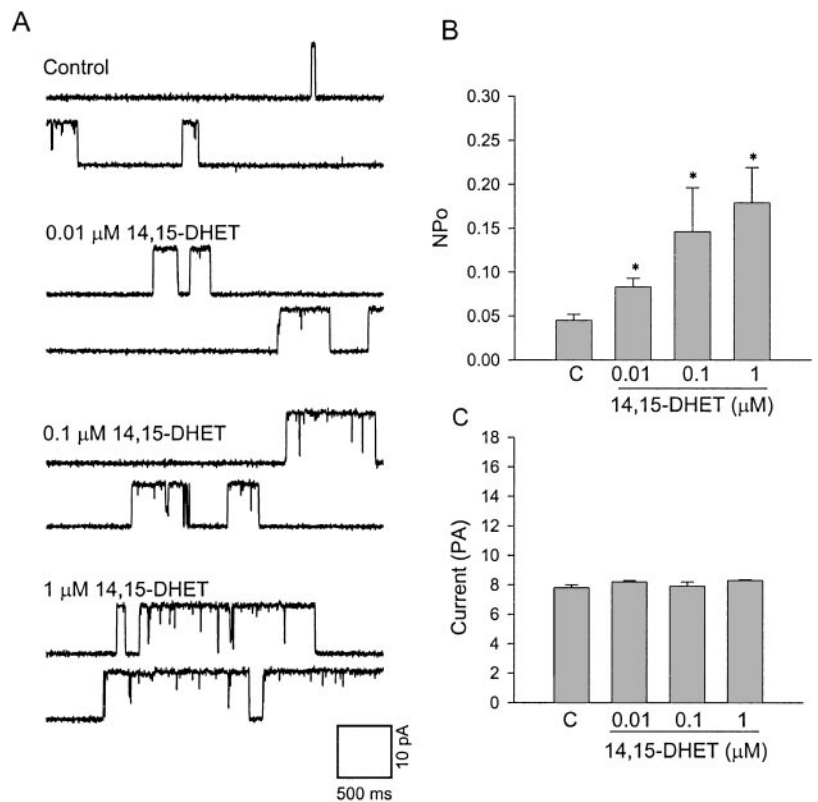 A
Control
0.01 μM 14,15-DHET
0.1 μM 14,15-DHET
1 μM 14,15-DHET
10 pA
500 ms
B
NPo
0.30
0.25
0.20
0.15
0.10
0.05
0.00
* * *
C 0.01 0.1 1
14,15-DHET (μM)
C
Current (PA)
18
16
14
12
10
8
6
4
2
0
C 0.01 0.1 1
14,15-DHET (μM)